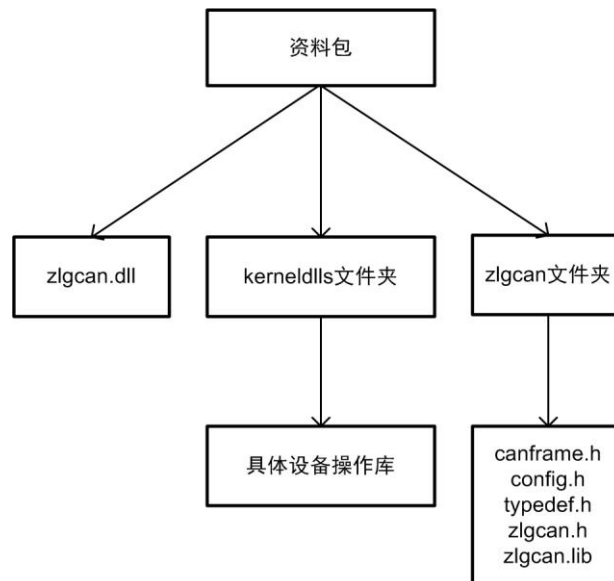 资料包
zlgcan.dll
kerneldlls文件夹
zlgcan文件夹
具体设备操作库
canframe.h
config.h
typedef.h
zlgcan.h
zlgcan.lib